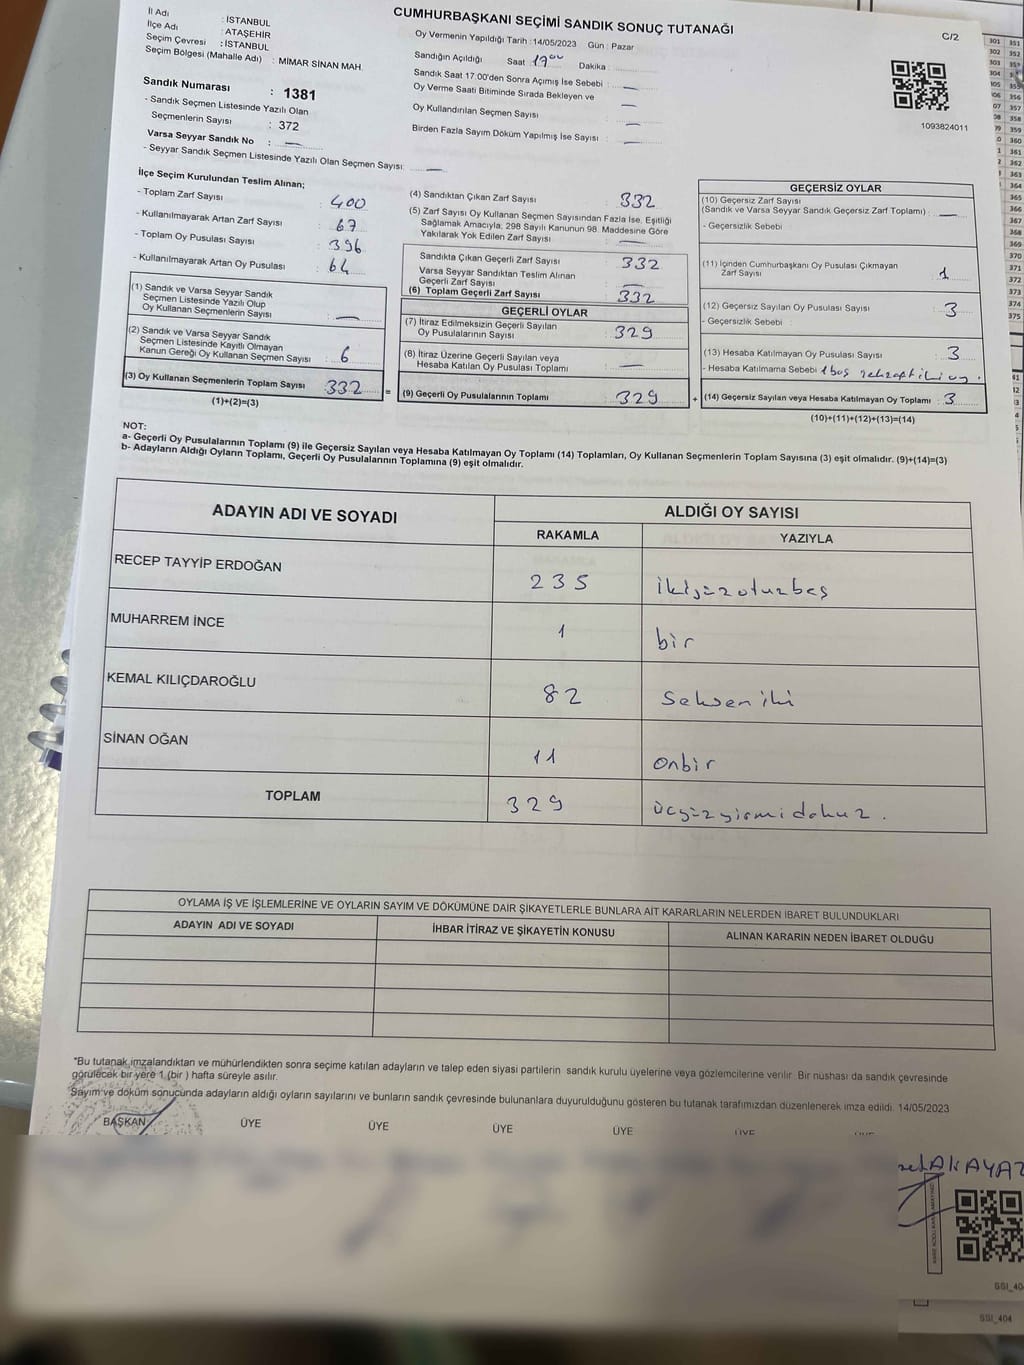 CUMHURBAŞKANI SEÇİMİ SANDIK SONUÇ TUTANAĞI
C/2
İl Adı : İSTANBUL
İlçe Adı : ATAŞEHİR
Seçim Çevresi : İSTANBUL
Seçim Bölgesi (Mahalle Adı) : MİMAR SİNAN MAH.
Sandık Numarası : 1381
- Sandık Seçmen Listesinde Yazılı Olan
Seçmenlerin Sayısı : 372
Varsa Seyyar Sandık No : —
- Seyyar Sandık Seçmen Listesinde Yazılı Olan Seçmen Sayısı: —
Oy Vermenin Yapıldığı Tarih : 14/05/2023 Gün : Pazar
Sandığın Açıldığı Saat 1900 Dakika :
Sandık Saat 17:00'den Sonra Açımış İse Sebebi : —
Oy Verme Saati Bitiminde Sırada Bekleyen ve
Oy Kullandırılan Seçmen Sayısı : —
Birden Fazla Sayım Döküm Yapılmış İse Sayısı : —
1093824011
İlçe Seçim Kurulundan Teslim Alınan;
- Toplam Zarf Sayısı : 400
- Kullanılmayarak Artan Zarf Sayısı : 67
- Toplam Oy Pusulası Sayısı : 396
- Kullanılmayarak Artan Oy Pusulası : 64
(1) Sandık ve Varsa Seyyar Sandık
Seçmen Listesinde Yazılı Olup
Oy Kullanan Seçmenlerin Sayısı : —
(2) Sandık ve Varsa Seyyar Sandık
Seçmen Listesinde Kayıtlı Olmayan
Kanun Gereği Oy Kullanan Seçmen Sayısı : 6
(3) Oy Kullanan Seçmenlerin Toplam Sayısı : 332 =
(1)+(2)=(3)
(4) Sandıktan Çıkan Zarf Sayısı : 332
(5) Zarf Sayısı Oy Kullanan Seçmen Sayısından Fazla İse, Eşitliği
Sağlamak Amacıyla, 298 Sayılı Kanunun 98. Maddesine Göre
Yakılarak Yok Edilen Zarf Sayısı : —
Sandıkta Çıkan Geçerli Zarf Sayısı : 332
Varsa Seyyar Sandıktan Teslim Alınan
Geçerli Zarf Sayısı : —
(6) Toplam Geçerli Zarf Sayısı : 332
GEÇERLİ OYLAR
(7) İtiraz Edilmeksizin Geçerli Sayılan
Oy Pusulalarının Sayısı : 329
(8) İtiraz Üzerine Geçerli Sayılan veya
Hesaba Katılan Oy Pusulası Toplamı : —
(9) Geçerli Oy Pusulalarının Toplamı : 329 +
GEÇERSİZ OYLAR
(10) Geçersiz Zarf Sayısı
(Sandık ve Varsa Seyyar Sandık Geçersiz Zarf Toplamı) : —
- Geçersizlik Sebebi
(11) İçinden Cumhurbaşkanı Oy Pusulası Çıkmayan
Zarf Sayısı : 1
(12) Geçersiz Sayılan Oy Pusulası Sayısı : 3
- Geçersizlik Sebebi :
(13) Hesaba Katılmayan Oy Pusulası Sayısı : 3
- Hesaba Katılmama Sebebi 1 boş
(14) Geçersiz Sayılan veya Hesaba Katılmayan Oy Toplamı : 3
(10)+(11)+(12)+(13)=(14)
NOT:
a- Geçerli Oy Pusulalarının Toplamı (9) ile Geçersiz Sayılan veya Hesaba Katılmayan Oy Toplamı (14) Toplamları, Oy Kullanan Seçmenlerin Toplam Sayısına (3) eşit olmalıdır. (9)+(14)=(3)
b- Adayların Aldığı Oyların Toplamı, Geçerli Oy Pusulalarının Toplamına (9) eşit olmalıdır.
ADAYIN ADI VE SOYADI ALDIĞI OY SAYISI
RAKAMLA YAZIYLA
RECEP TAYYİP ERDOĞAN 235 ikiyüzotuzbeş
MUHARREM İNCE 1 bir
KEMAL KILIÇDAROĞLU 82 Seksen iki
SİNAN OĞAN 11 onbir
TOPLAM 329 üçyüzyirmidokuz.
OYLAMA İŞ VE İŞLEMLERİNE VE OYLARIN SAYIM VE DÖKÜMÜNE DAİR ŞİKAYETLERLE BUNLARA AİT KARARLARIN NELERDEN İBARET BULUNDUKLARI
ADAYIN ADI VE SOYADI İHBAR İTİRAZ VE ŞİKAYETİN KONUSU ALINAN KARARIN NEDEN İBARET OLDUĞU
"Bu tutanak imzalandıktan ve mühürlendikten sonra seçime katılan adayların ve talep eden siyasi partilerin sandık kurulu üyelerine veya gözlemcilerine verilir. Bir nüshası da sandık çevresinde
görülecek bir yere 1 (bir) hafta süreyle asılır.
Sayım ve döküm sonucunda adayların aldığı oyların sayılarını ve bunların sandık çevresinde bulunanlara duyurulduğunu gösteren bu tutanak tarafımızdan düzenlenerek imza edildi. 14/05/2023
BAŞKAN ÜYE ÜYE ÜYE ÜYE ÜYE
AKAYAZ
SSI_404